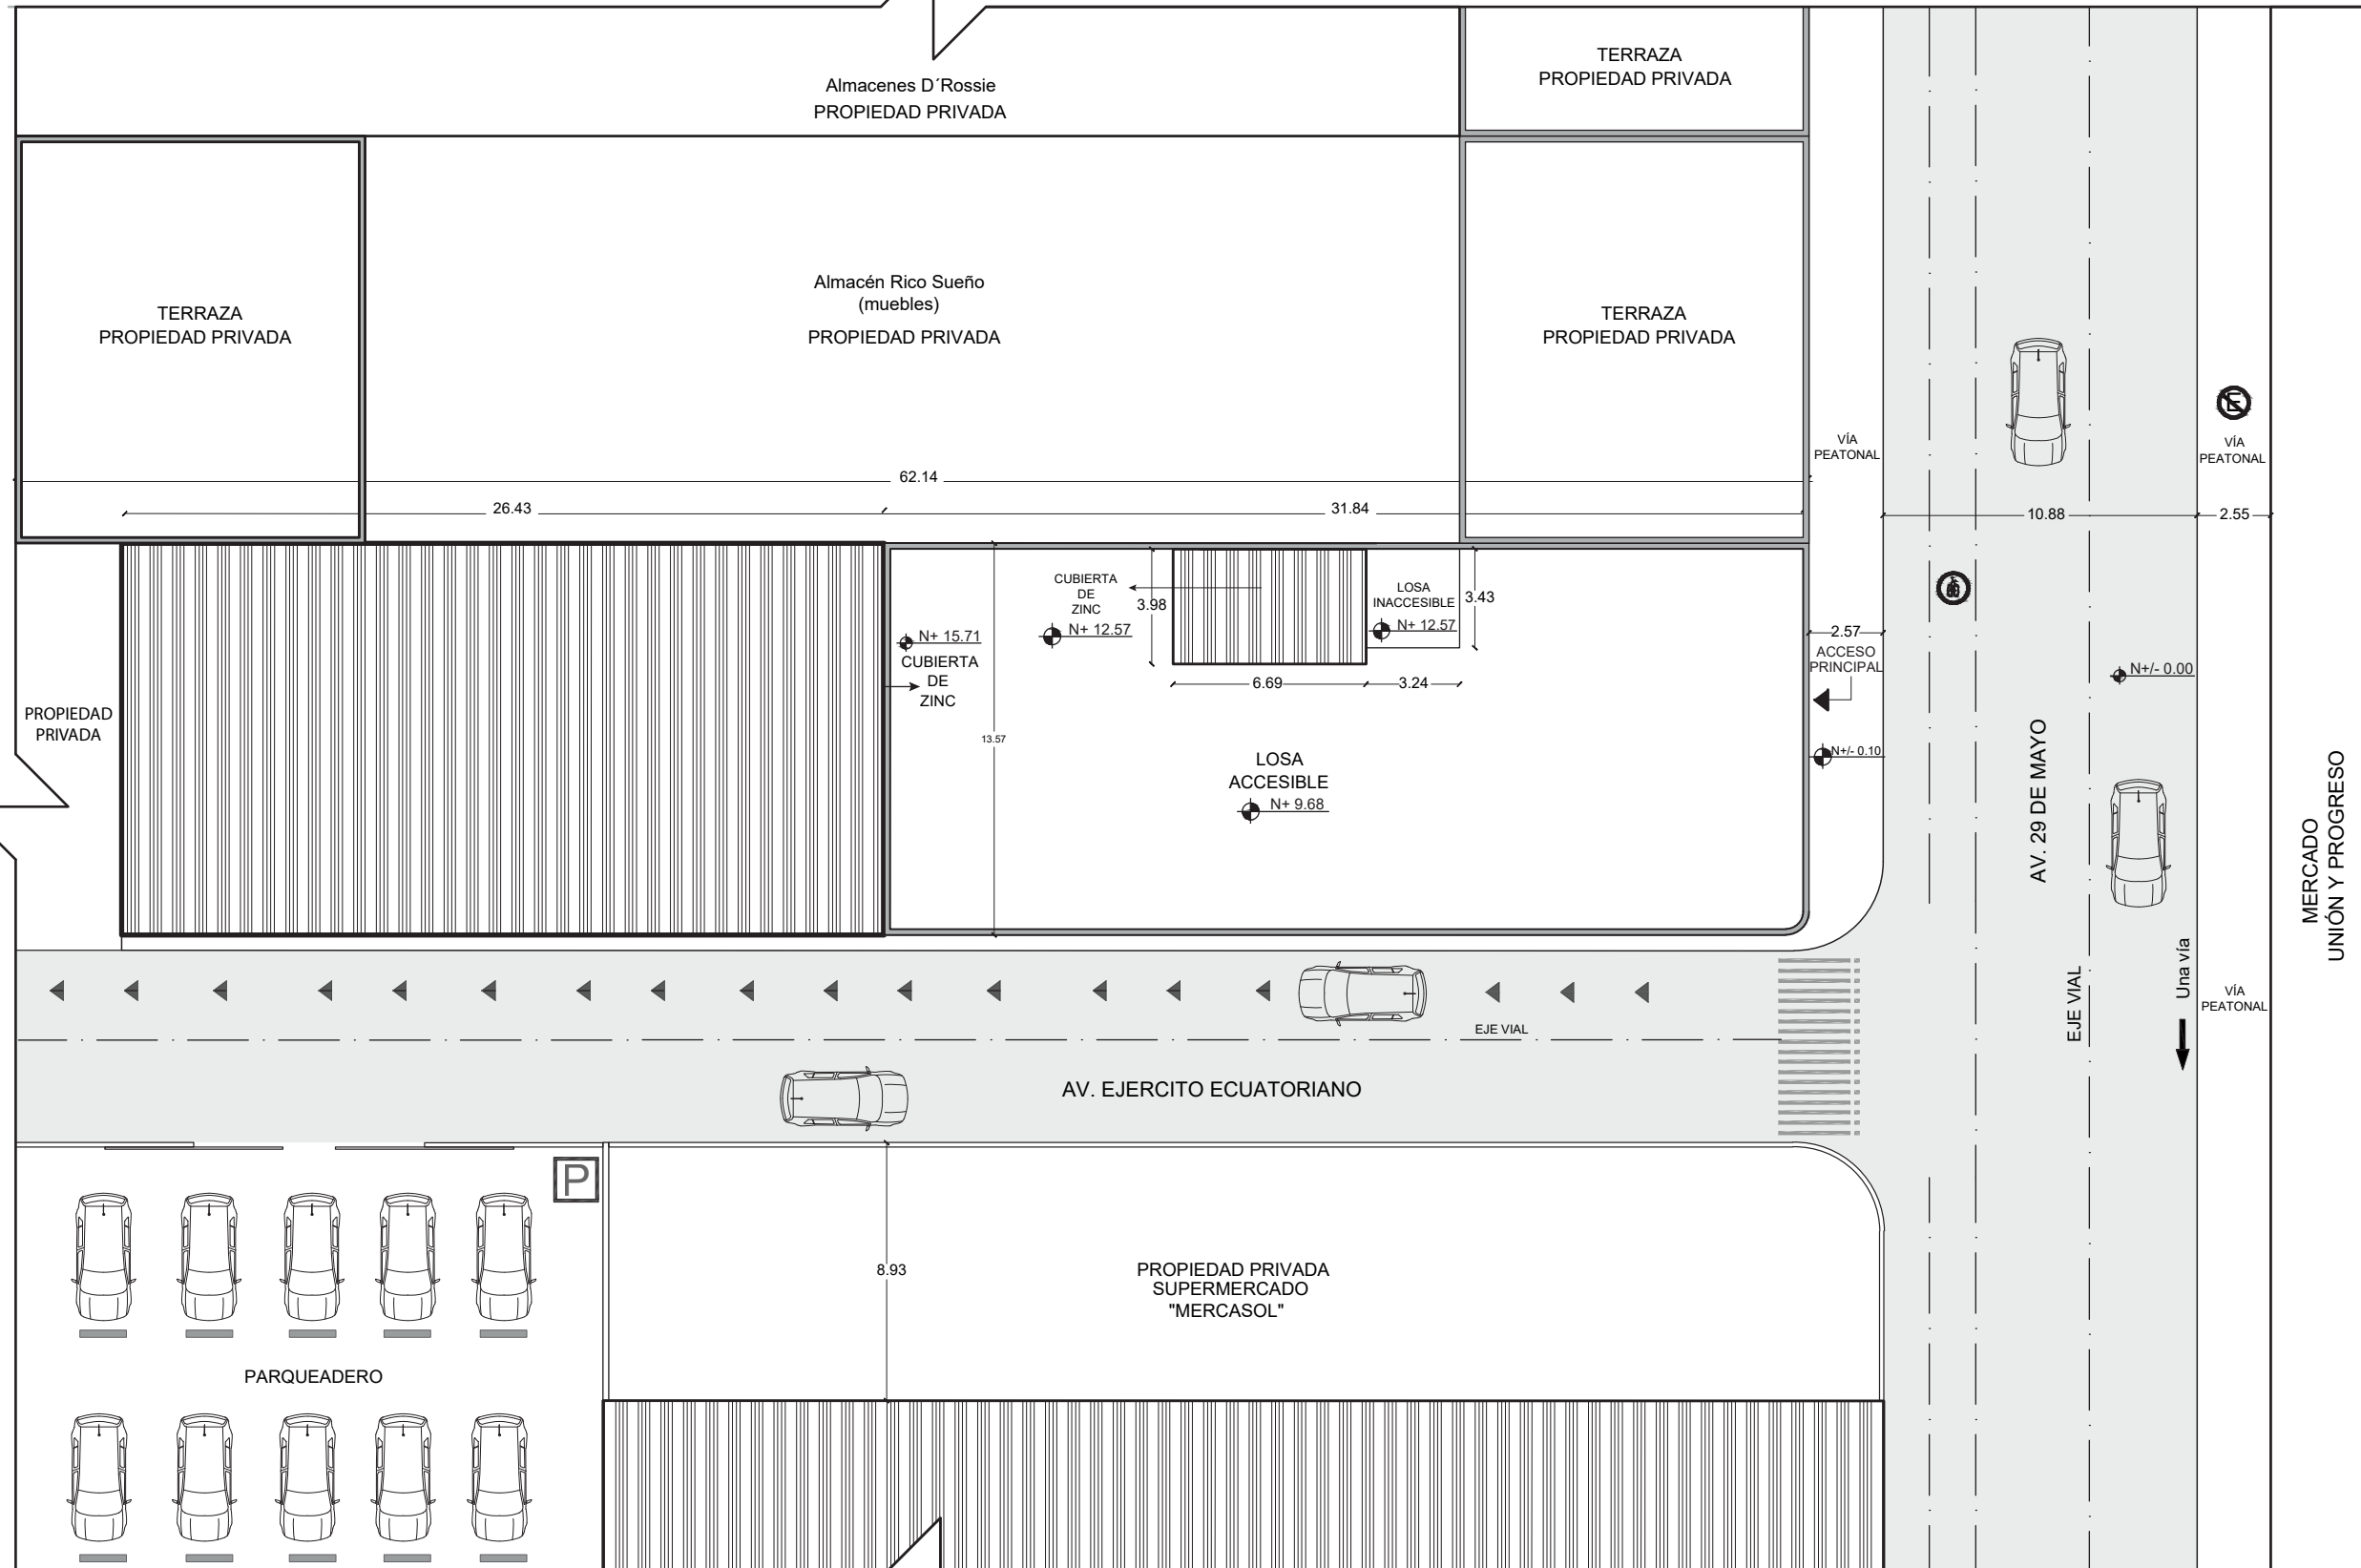 TERRAZA
PROPIEDAD PRIVADA
Almacenes D´Rossie
PROPIEDAD PRIVADA
TERRAZA
PROPIEDAD PRIVADA
Almacén Rico Sueño
(muebles)
PROPIEDAD PRIVADA
TERRAZA
PROPIEDAD PRIVADA
E
VÍA
PEATONAL
VÍA
PEATONAL
62.14
26.43
31.84
10.88
2.55
CUBIERTA
DE
ZINC
3.98
N+ 12.57
LOSA
INACCESIBLE
N+ 12.57
3.43
N+ 15.71
CUBIERTA
DE
ZINC
6.69
3.24
2.57
ACCESO
PRINCIPAL
N+/- 0.00
N+/- 0.10
PROPIEDAD
PRIVADA
13.57
LOSA
ACCESIBLE
N+ 9.68
AV. 29 DE MAYO
MERCADO
UNIÓN Y PROGRESO
Una vía
EJE VIAL
VÍA
PEATONAL
EJE VIAL
AV. EJERCITO ECUATORIANO
P
8.93
PROPIEDAD PRIVADA
SUPERMERCADO
"MERCASOL"
PARQUEADERO